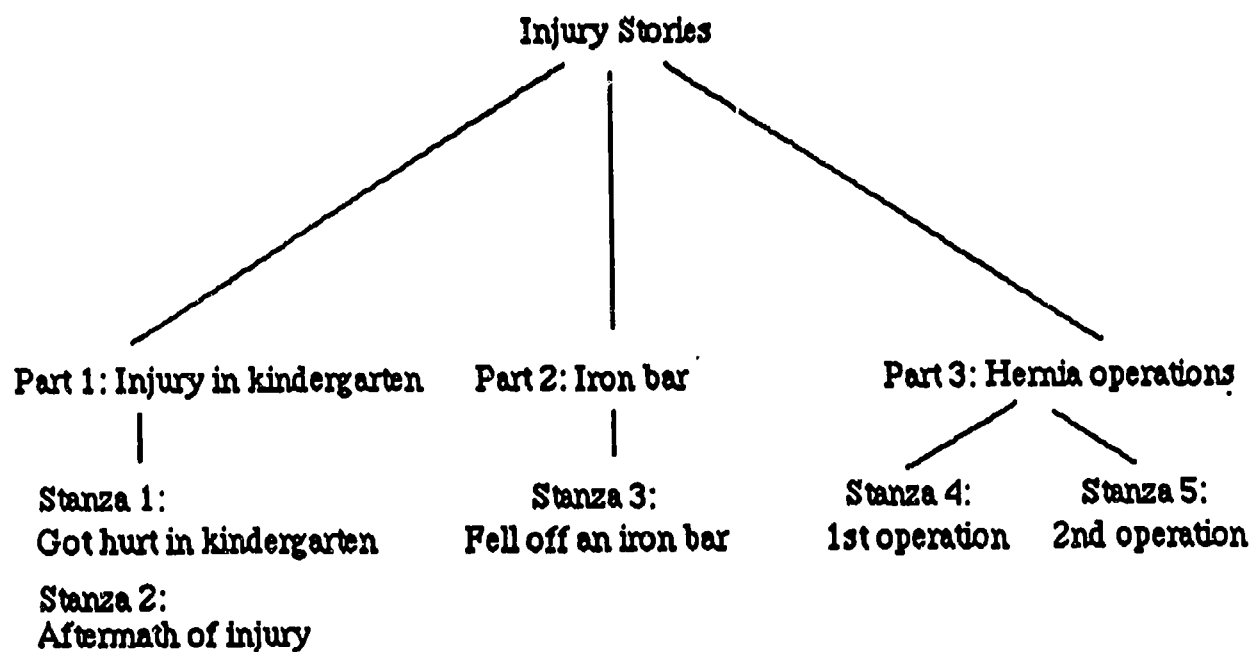 Injury Stories
Part 1: Injury in kindergarten
Part 2: Iron bar
Part 3: Hernia operations
Stanza 1:
Got hurt in kindergarten
Stanza 2:
Aftermath of injury
Stanza 3:
Fell off an iron bar
Stanza 4:
1st operation
Stanza 5:
2nd operation